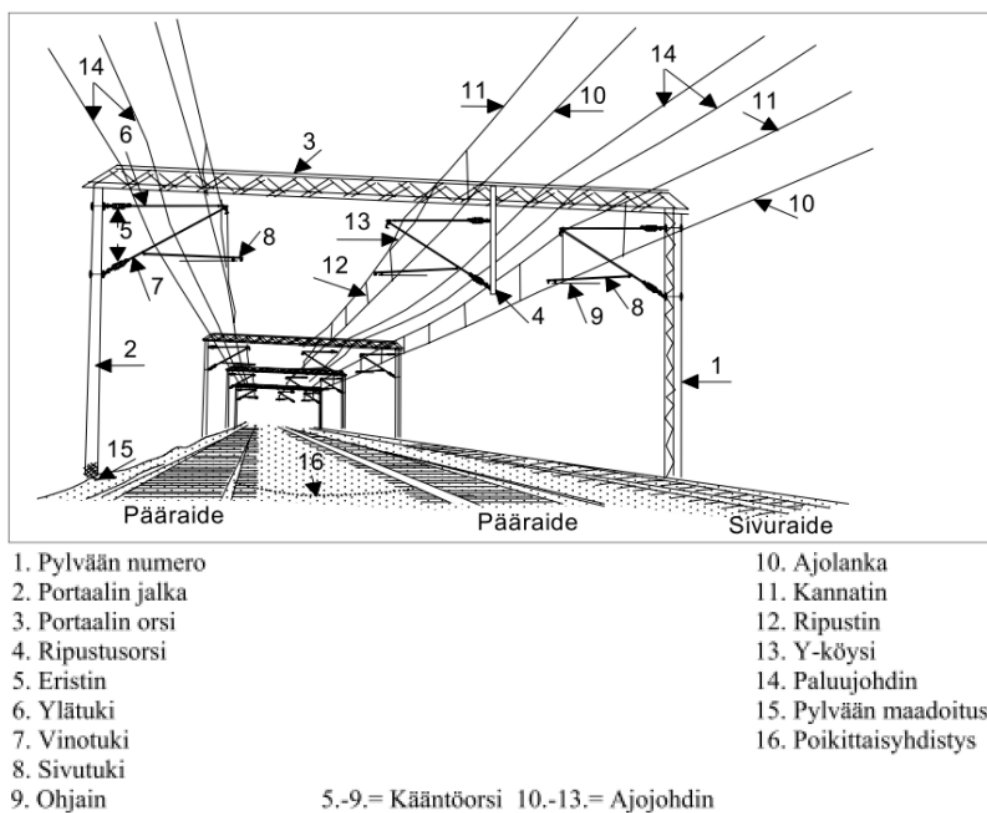 14
11
10
14
11
3
6
13
10
5
8
12
7
4
9
8
2
1
15
16
Pääraide
Pääraide
Sivuraide
1. Pylvään numero
2. Portaalin jalka
3. Portaalin orsi
4. Ripustusorsi
5. Eristin
6. Ylätuki
7. Vinotuki
8. Sivutuki
9. Ohjain
5.-9.= Kääntöorsi 10.-13.= Ajojohdin
10. Ajolanka
11. Kannatin
12. Ripustin
13. Y-köysi
14. Paluujohdin
15. Pylvään maadoitus
16. Poikittaisyhdistys